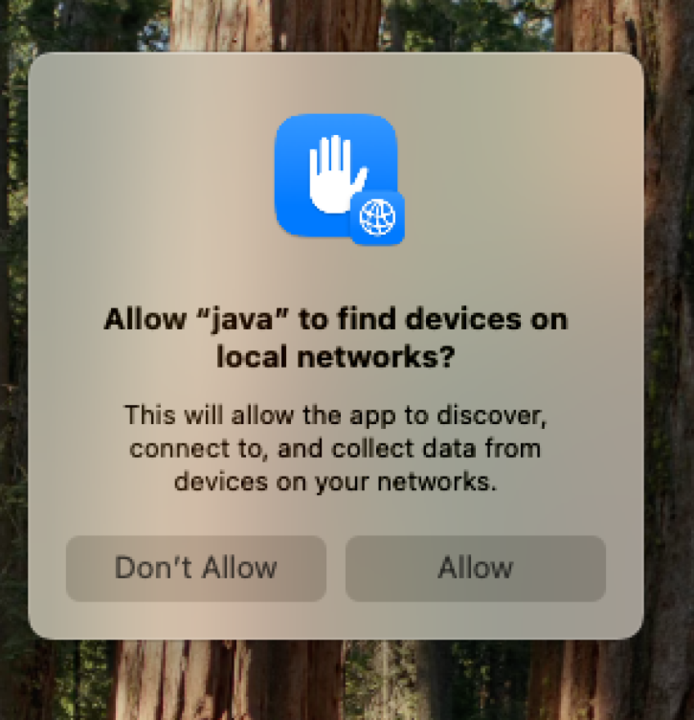 Allow “java” to find devices on
local networks?
This will allow the app to discover,
connect to, and collect data from
devices on your networks.
Don’t Allow
Allow